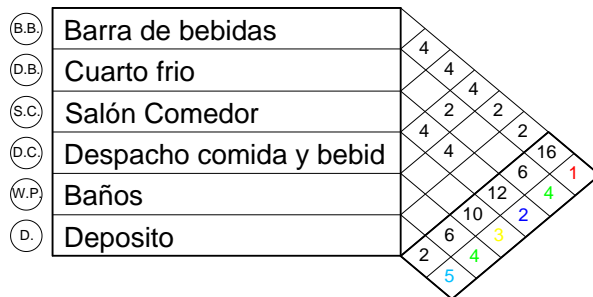 B.B. Barra de bebidas
D.B. Cuarto frio
S.C. Salón Comedor
D.C. Despacho comida y bebid
W.P. Baños
D. Deposito
4 4 4 2 2 16 1
2 6 4
4 4 12 2
10 3
6 4
2 5